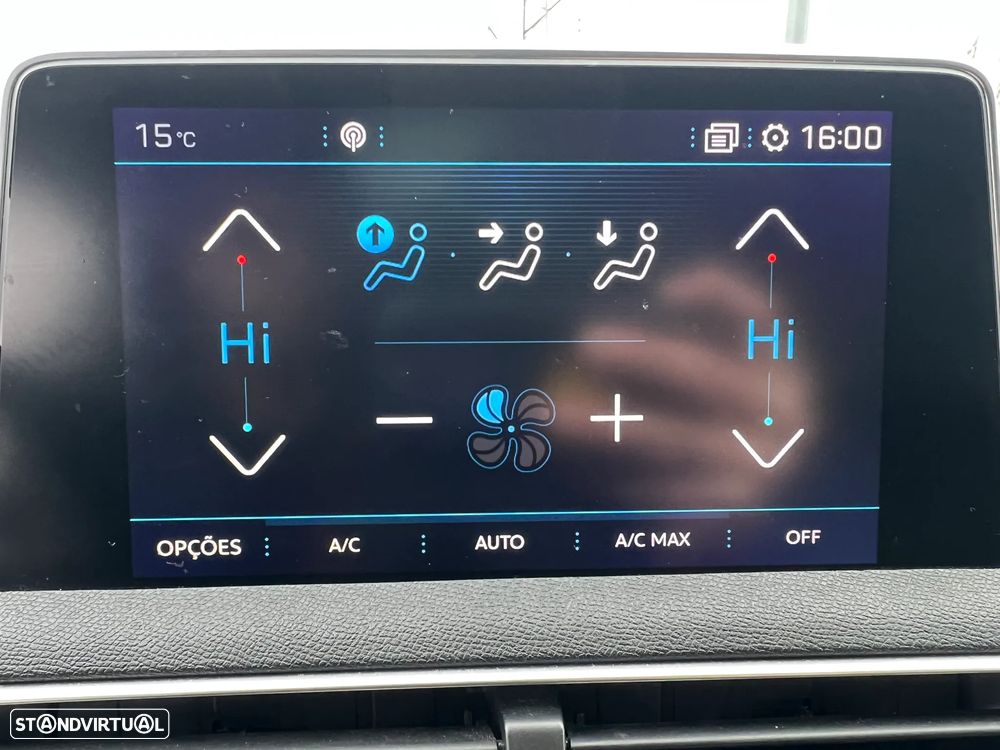 15°C
16:00
Hi
Hi
OPÇÕES
A/C
AUTO
A/C MAX
OFF
STANDVIRTUAL